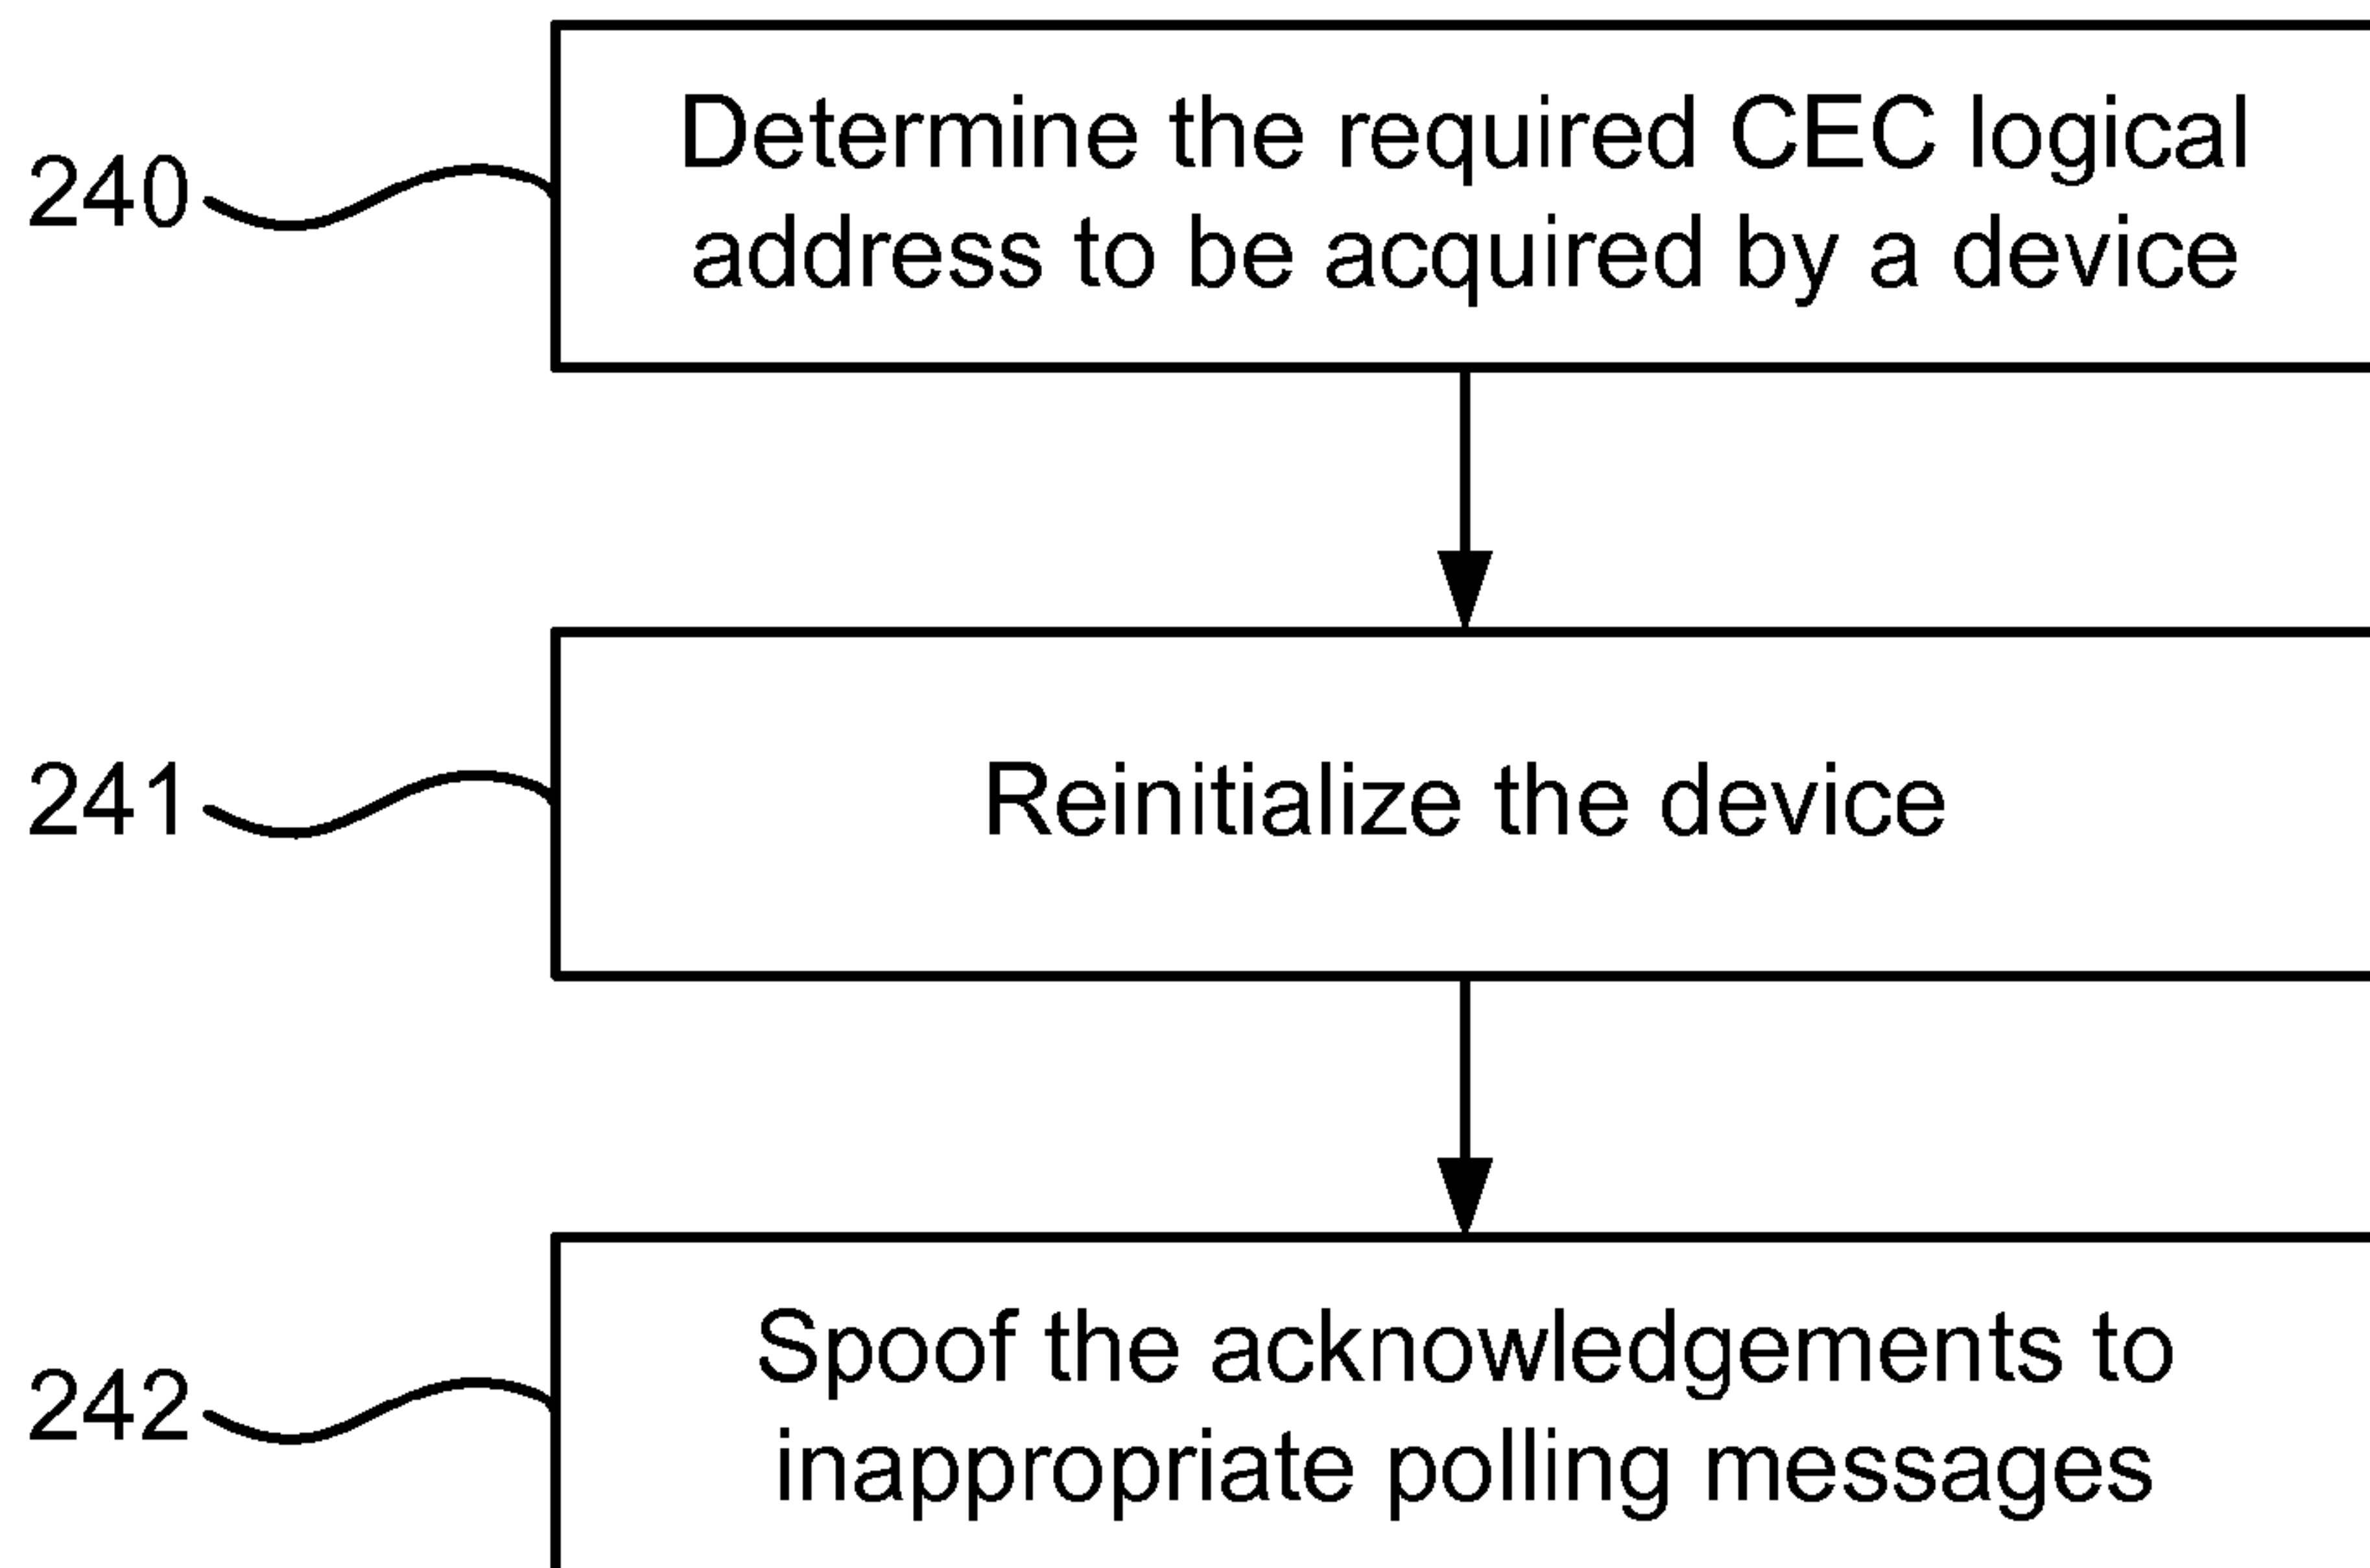 240
Determine the required CEC logical
address to be acquired by a device
241
Reinitialize the device
242
Spoof the acknowledgements to
inappropriate polling messages